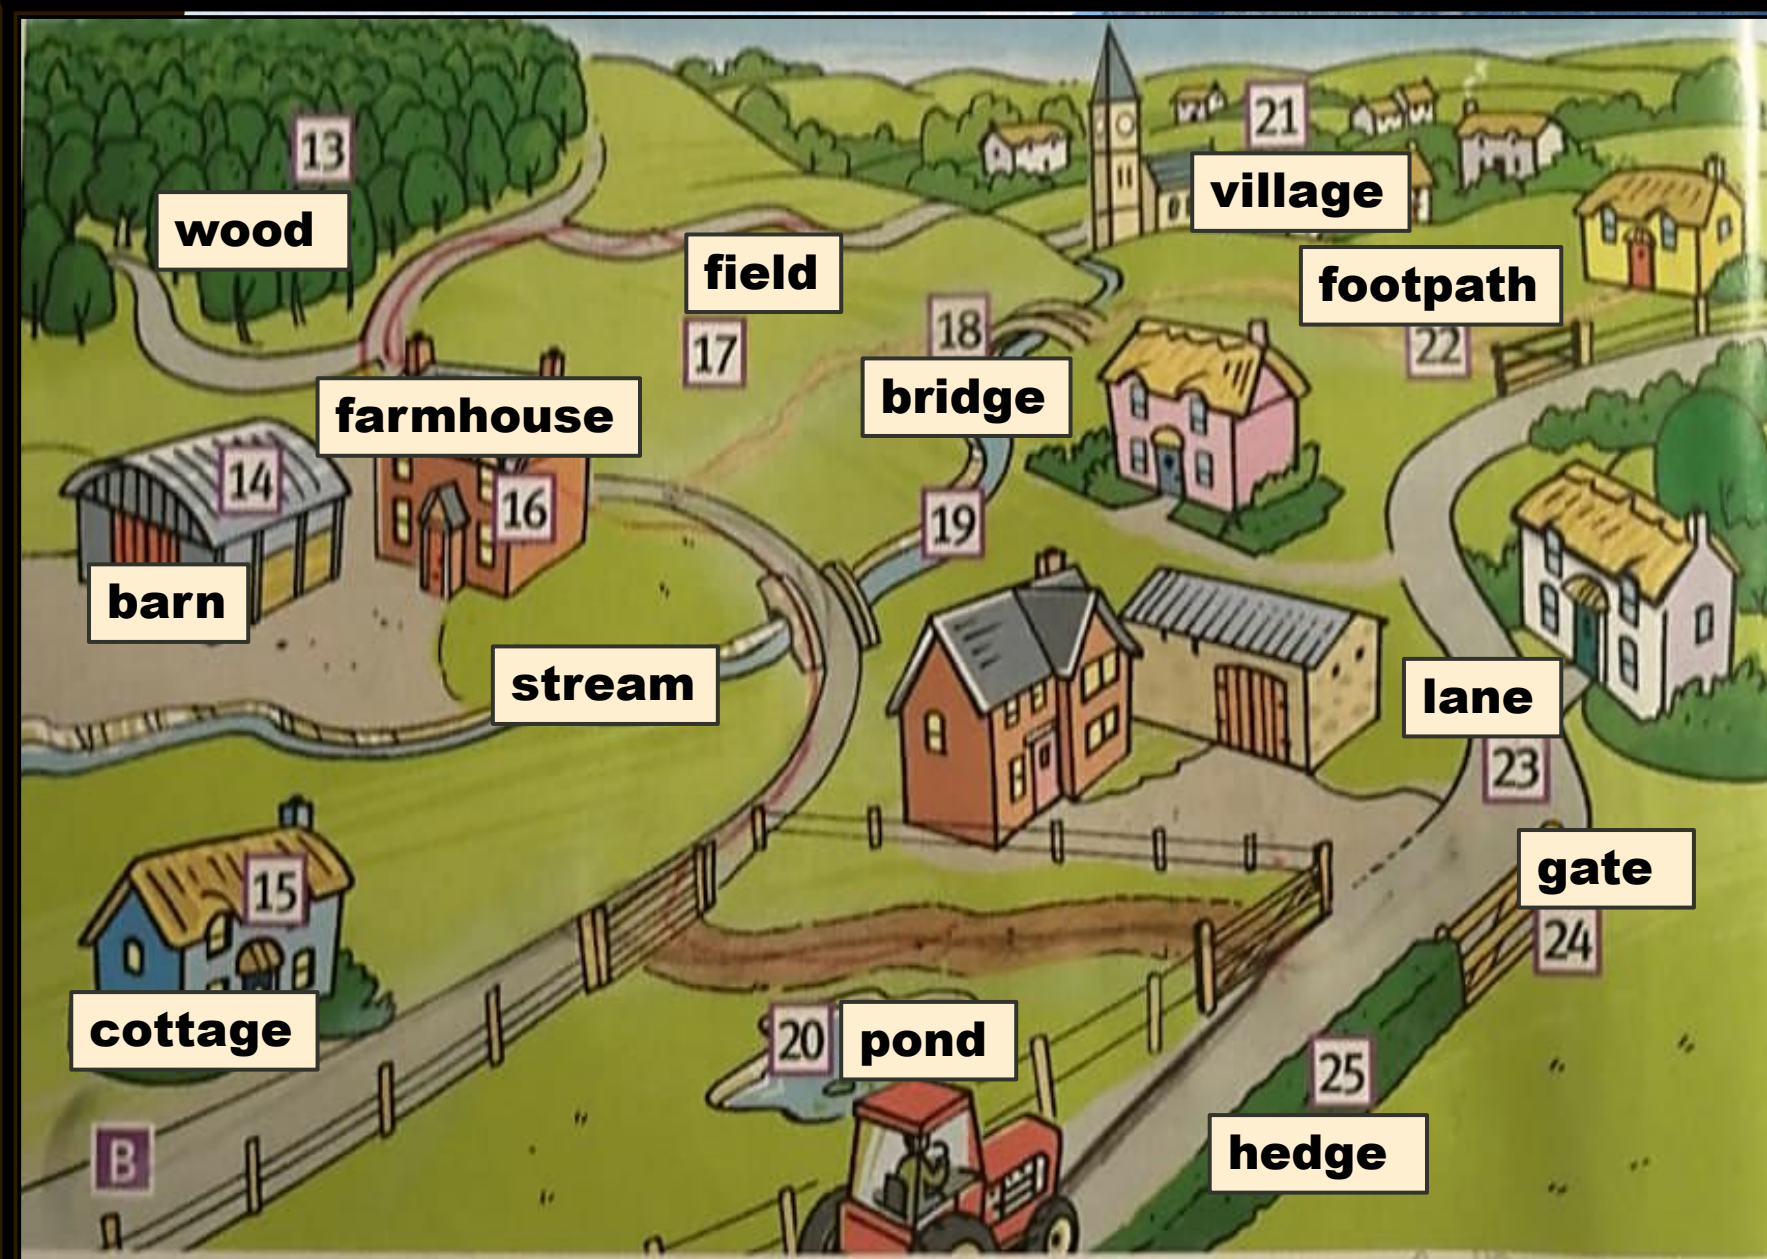 21
13
village
wood
field
footpath
18
17
22
bridge
farmhouse
14
16
19
barn
stream
lane
23
gate
15
24
cottage
20
pond
25
hedge
B